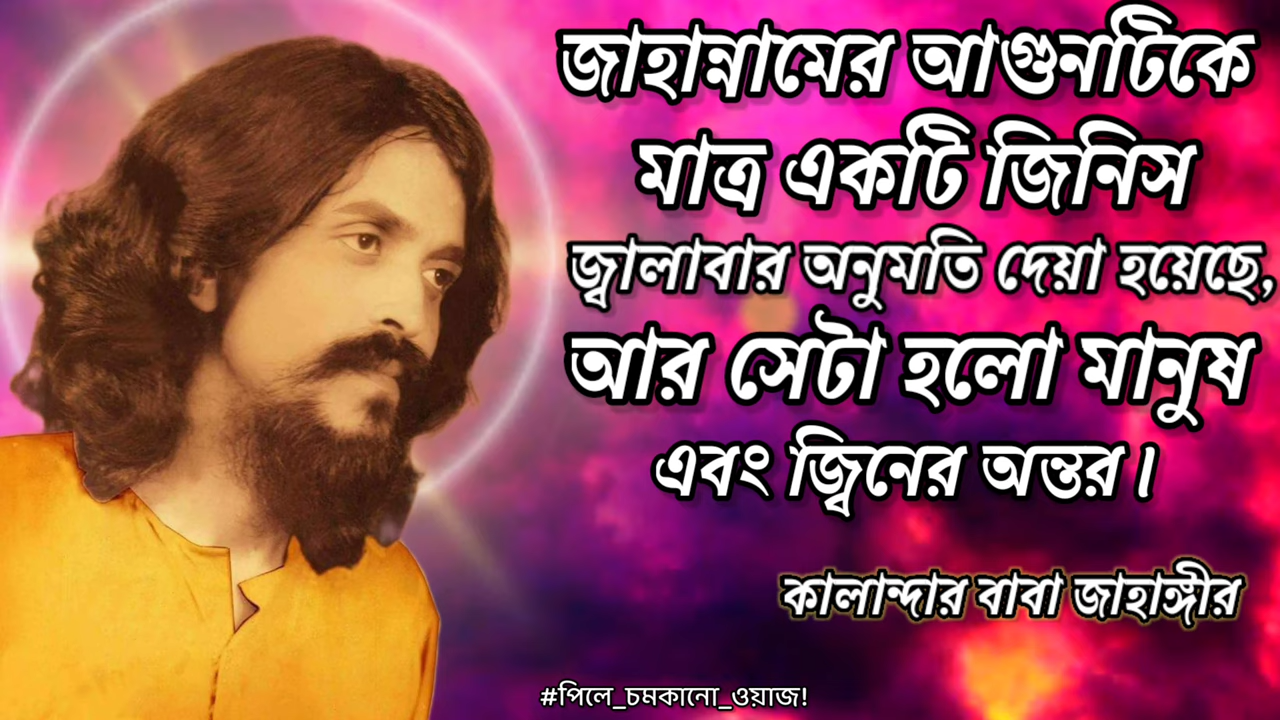 জাহান্নামের আগুনটিকে
মাত্র একটি জিনিস
জ্বালাবার অনুমতি দেয়া হয়েছে,
আর সেটা হলো মানুষ
এবং জ্বিনের অন্তর।
কালান্দার বাবা জাহাঙ্গীর
#পিলে_চমকানো_ওয়াজ!